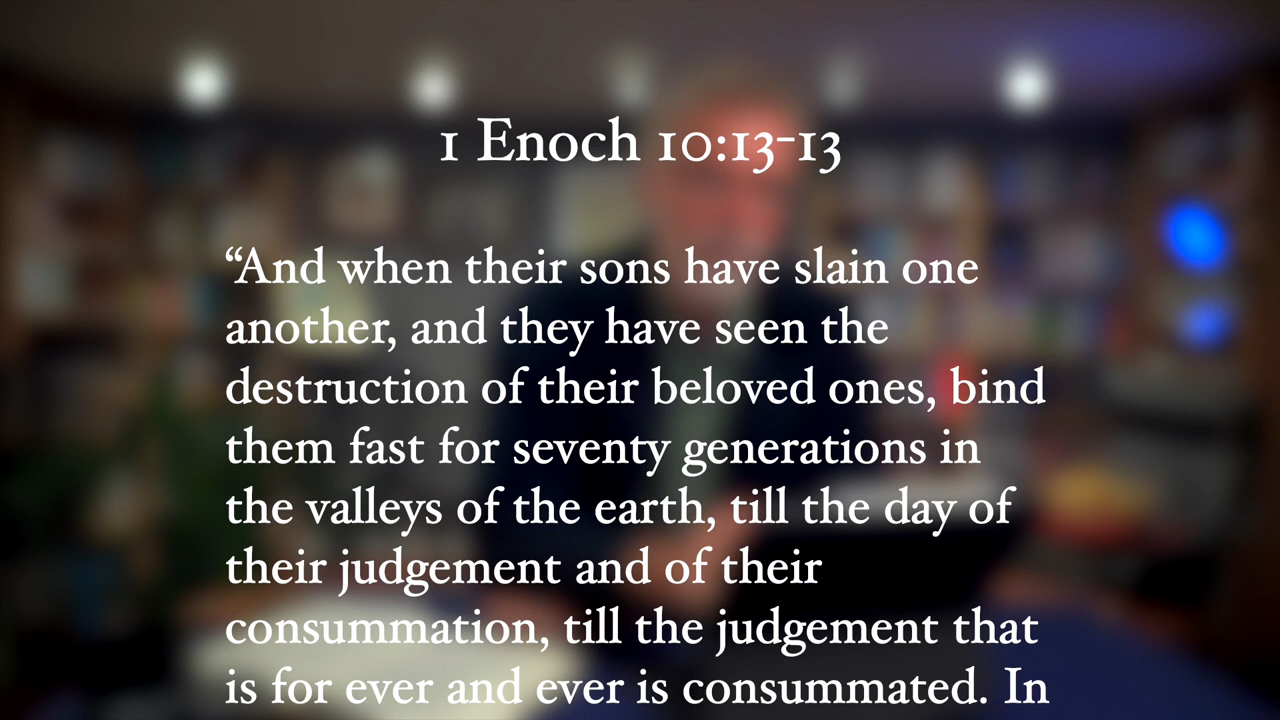 1 Enoch 10:13-13
“And when their sons have slain one
another, and they have seen the
destruction of their beloved ones, bind
them fast for seventy generations in
the valleys of the earth, till the day of
their judgement and of their
consummation, till the judgement that
is for ever and ever is consummated. In